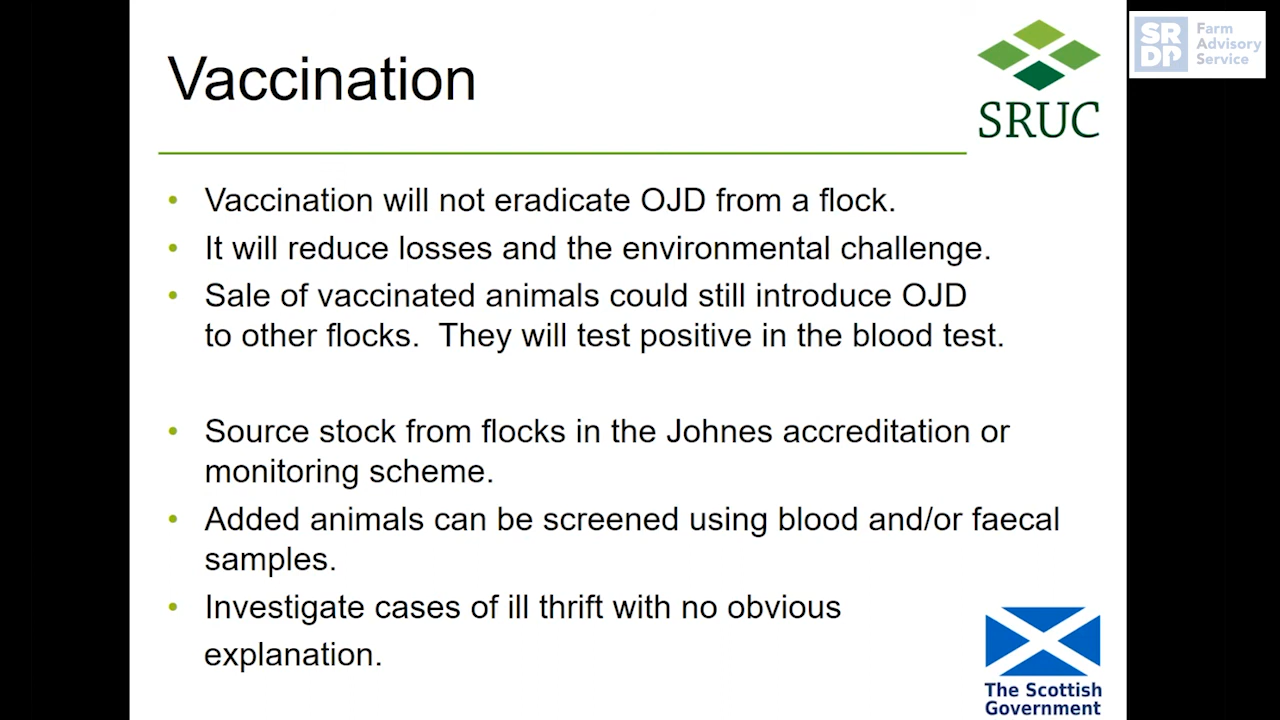 Vaccination
SRUC
SR
DP
Farm
Advisory
Service
• Vaccination will not eradicate OJD from a flock.
• It will reduce losses and the environmental challenge.
• Sale of vaccinated animals could still introduce OJD
to other flocks.  They will test positive in the blood test.
• Source stock from flocks in the Johnes accreditation or
monitoring scheme.
• Added animals can be screened using blood and/or faecal
samples.
• Investigate cases of ill thrift with no obvious
explanation.
The Scottish
Government